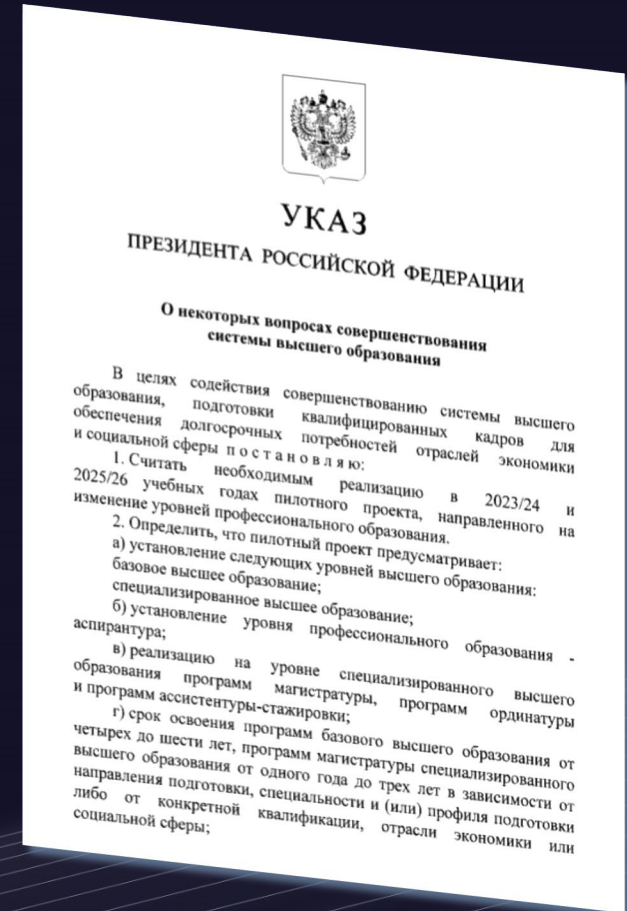 УКАЗ
ПРЕЗИДЕНТА РОССИЙСКОЙ ФЕДЕРАЦИИ
О некоторых вопросах совершенствования
системы высшего образования
В целях содействия совершенствованию системы высшего
образования, подготовки квалифицированных кадров для
обеспечения долгосрочных потребностей отраслей экономики
и социальной сферы п о с т а н о в л я ю:
1. Считать необходимым реализацию в 2023/24 и
2025/26 учебных годах пилотного проекта, направленного на
изменение уровней профессионального образования.
2. Определить, что пилотный проект предусматривает:
а) установление следующих уровней высшего образования:
базовое высшее образование;
специализированное высшее образование;
б) установление уровня профессионального образования -
аспирантура;
в) реализацию на уровне специализированного высшего
образования программ магистратуры, программ ординатуры
и программ ассистентуры-стажировки;
г) срок освоения программ базового высшего образования от
четырех до шести лет, программ магистратуры специализированного
высшего образования от одного года до трех лет в зависимости от
направления подготовки, специальности и (или) профиля подготовки
либо от конкретной квалификации, отрасли экономики или
социальной сферы;